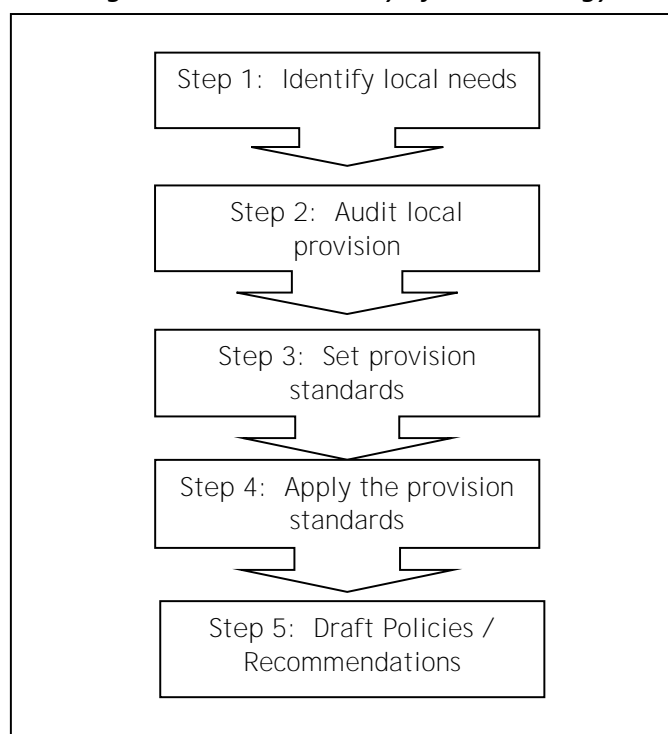 Step 1: Identify local needs
Step 2: Audit local
provision
Step 3: Set provision
standards
Step 4: Apply the provision
standards
Step 5: Draft Policies /
Recommendations